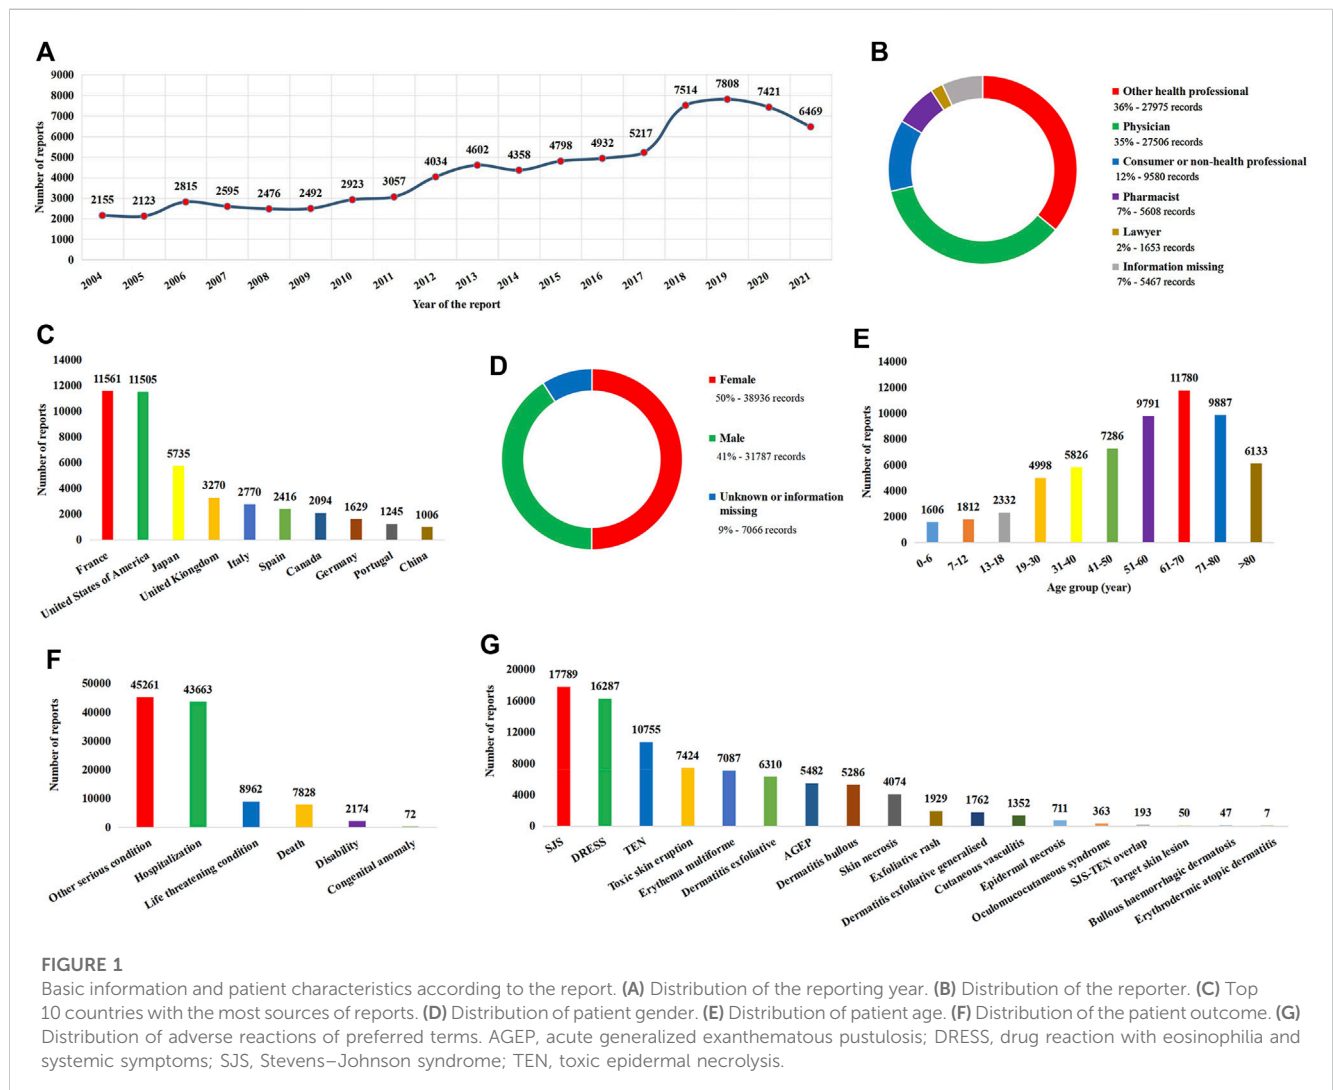 A
9000
8000
7000
6000
5000
4000
3000
2000
1000
0
Number of reports
2155
2123
2815
2595
2476
2492
2923
3057
4034
4602
4358
4798
4932
5217
7514
7808
7421
6469
2004
2005
2006
2007
2008
2009
2010
2011
2012
2013
2014
2015
2016
2017
2018
2019
2020
2021
Year of the report
B
Other health professional
36% - 27975 records
Physician
35% - 27506 records
Consumer or non-health professional
12% - 9580 records
Pharmacist
7% - 5608 records
Lawyer
2% - 1653 records
Information missing
7% - 5467 records
C
14000
12000
10000
8000
6000
4000
2000
0
Number of reports
11561
11505
5735
3270
2770
2416
2094
1629
1245
1006
France
United States of America
Japan
United Kiongdom
Italy
Spain
Canada
Germany
Portugal
China
D
Female
50% - 38936 records
Male
41% - 31787 records
Unknown or information
missing
9% - 7066 records
E
14000
12000
10000
8000
6000
4000
2000
0
Number of reports
1606
1812
2332
4998
5826
7286
9791
11780
9887
6133
0-6
7-12
13-18
19-30
31-40
41-50
51-60
61-70
71-80
>80
Age group (year)
F
50000
40000
30000
20000
10000
0
Number of reports
45261
43663
8962
7828
2174
72
Other serious condition
Hospitalization
Life threatening condition
Death
Disability
Congenital anomaly
G
20000
16000
12000
8000
4000
0
Number of reports
17789
16287
10755
7424
7087
6310
5482
5286
4074
1929
1762
1352
711
363
193
50
47
7
SJS
DRESS
TEN
Toxic skin eruption
Erythema multiforme
Dermatitis exfoliative
AGEP
Dermatitis bullous
Skin necrosis
Exfoliative rash
Dermatitis exfoliative generalised
Cutaneous vasculitis
Epidermal necrosis
Oculomucocutaneous syndrome
SJS-TEN overlap
Target skin lesion
Bullous haemorrhagic dermatosis
Erythrodermic atopic dermatitis
FIGURE 1
Basic information and patient characteristics according to the report. (A) Distribution of the reporting year. (B) Distribution of the reporter. (C) Top
10 countries with the most sources of reports. (D) Distribution of patient gender. (E) Distribution of patient age. (F) Distribution of the patient outcome. (G)
Distribution of adverse reactions of preferred terms. AGEP, acute generalized exanthematous pustulosis; DRESS, drug reaction with eosinophilia and
systemic symptoms; SJS, Stevens–Johnson syndrome; TEN, toxic epidermal necrolysis.